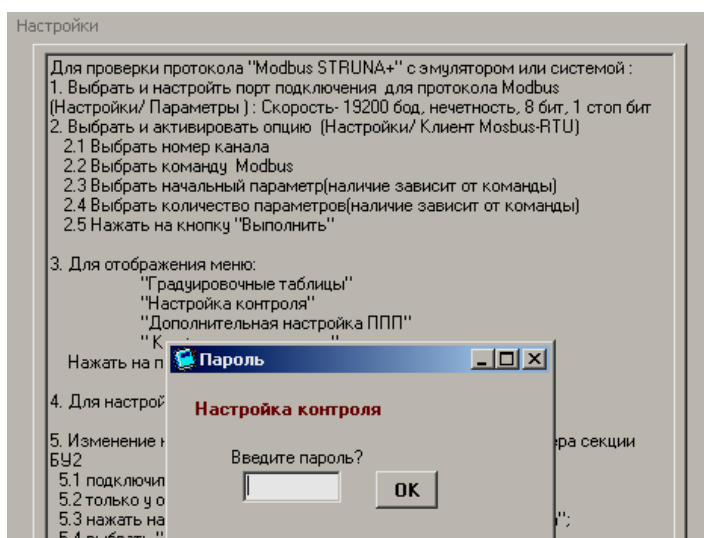 Настройки
Для проверки протокола "Modbus STRUNA+" с эмулятором или системой :
1. Выбрать и настройть порт подключения для протокола Modbus
(Настройки/ Параметры ) : Скорость- 19200 бод, нечетность, 8 бит, 1 стоп бит
2. Выбрать и активировать опцию (Настройки/ Клиент Mosbus-RTU)
2.1 Выбрать номер канала
2.2 Выбрать команду Modbus
2.3 Выбрать начальный параметр(наличие зависит от команды)
2.4 Выбрать количество параметров(наличие зависит от команды)
2.5 Нажать на кнопку "Выполнить"
3. Для отображения меню:
"Градуировочные таблицы"
"Настройка контроля"
"Дополнительная настройка ППП"
"К
Нажать на п
Пароль
4. Для настрой
Настройка контроля
5. Изменение н
ра секции
БУ2
Введите пароль?
5.1 подключит
OK
5.2 только у о
5.3 нажать на
";
5.4 выбрать "